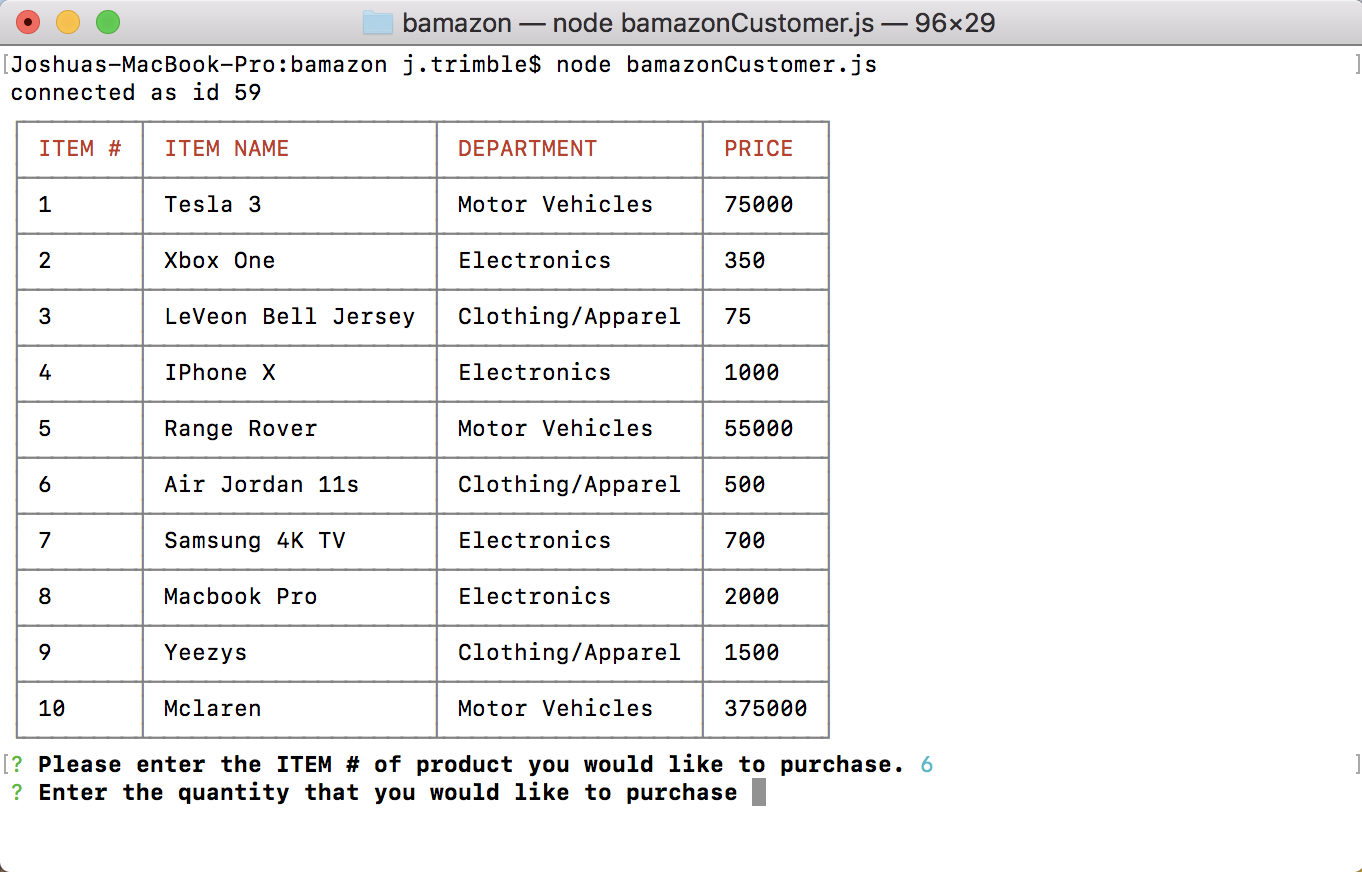 bamazon — node bamazonCustomer.js — 96×29
[Joshuas-MacBook-Pro:bamazon j.trimble$ node bamazonCustomer.js ]
connected as id 59
ITEM # ITEM NAME DEPARTMENT PRICE
1 Tesla 3 Motor Vehicles 75000
2 Xbox One Electronics 350
3 LeVeon Bell Jersey Clothing/Apparel 75
4 IPhone X Electronics 1000
5 Range Rover Motor Vehicles 55000
6 Air Jordan 11s Clothing/Apparel 500
7 Samsung 4K TV Electronics 700
8 Macbook Pro Electronics 2000
9 Yeezys Clothing/Apparel 1500
10 Mclaren Motor Vehicles 375000
[? Please enter the ITEM # of product you would like to purchase. 6 ]
? Enter the quantity that you would like to purchase